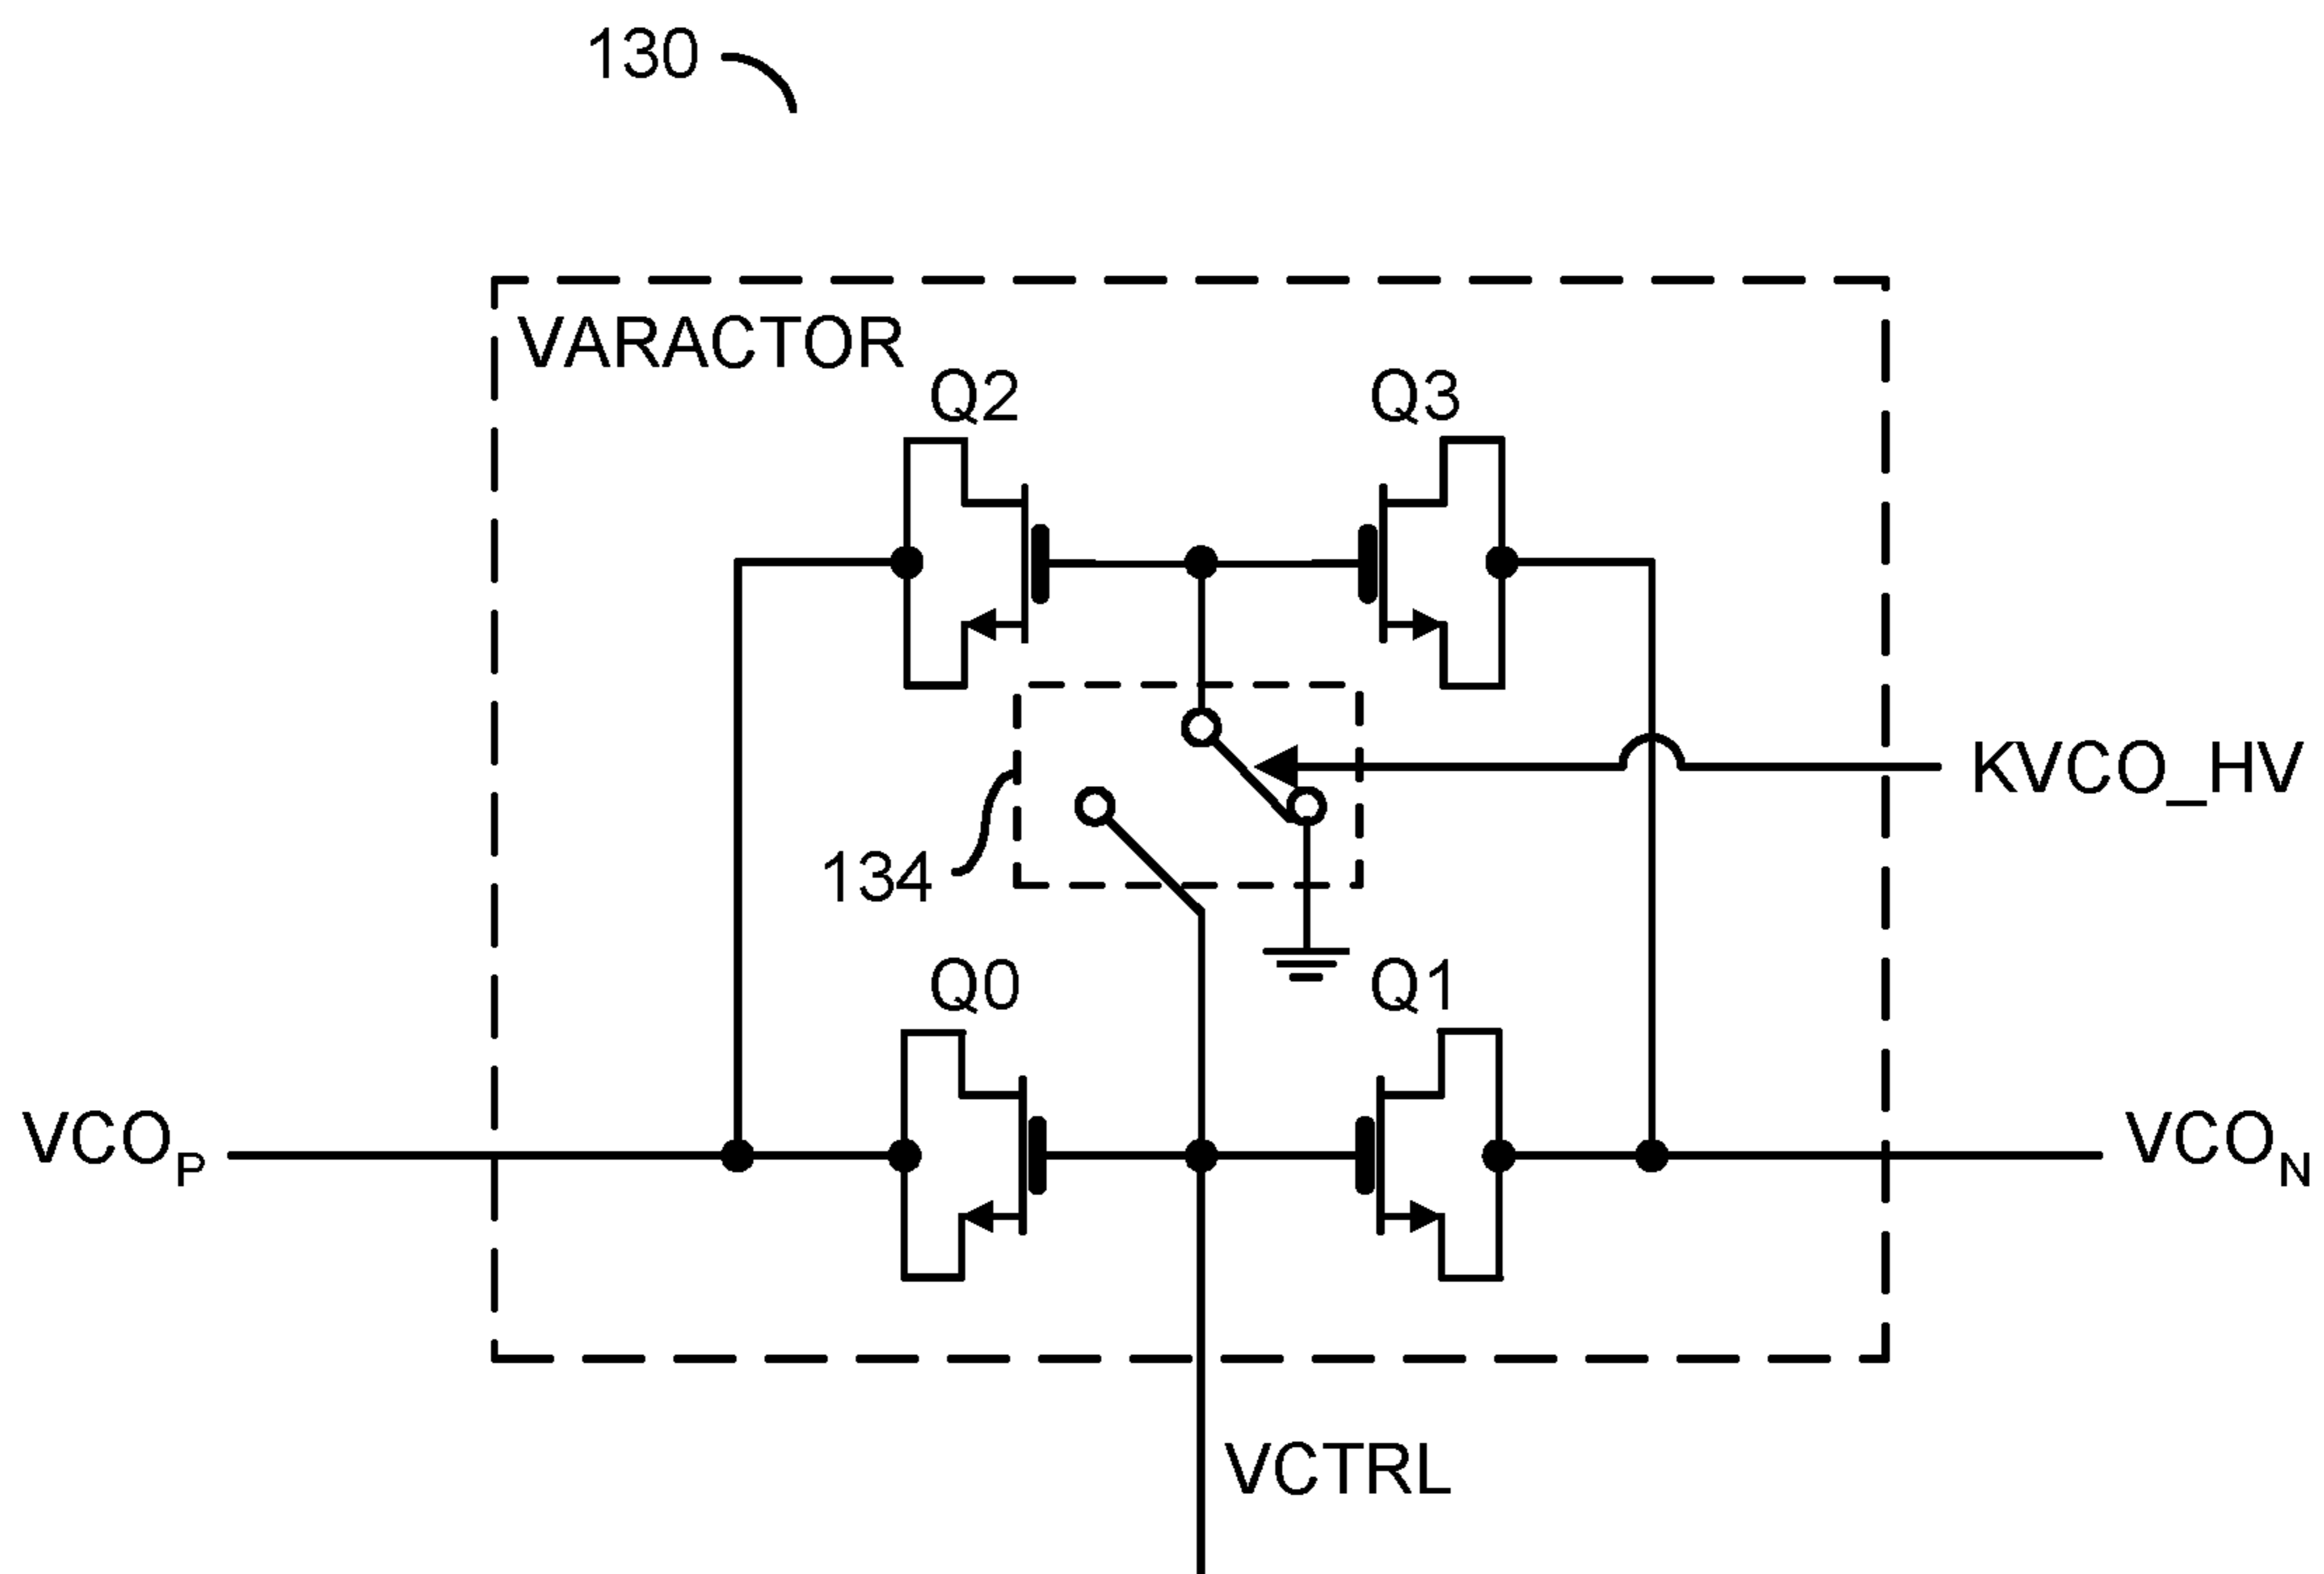 130
VARACTOR
Q2
Q3
KVCO_HV
134
Q0
Q1
VCOP
VCON
VCTRL